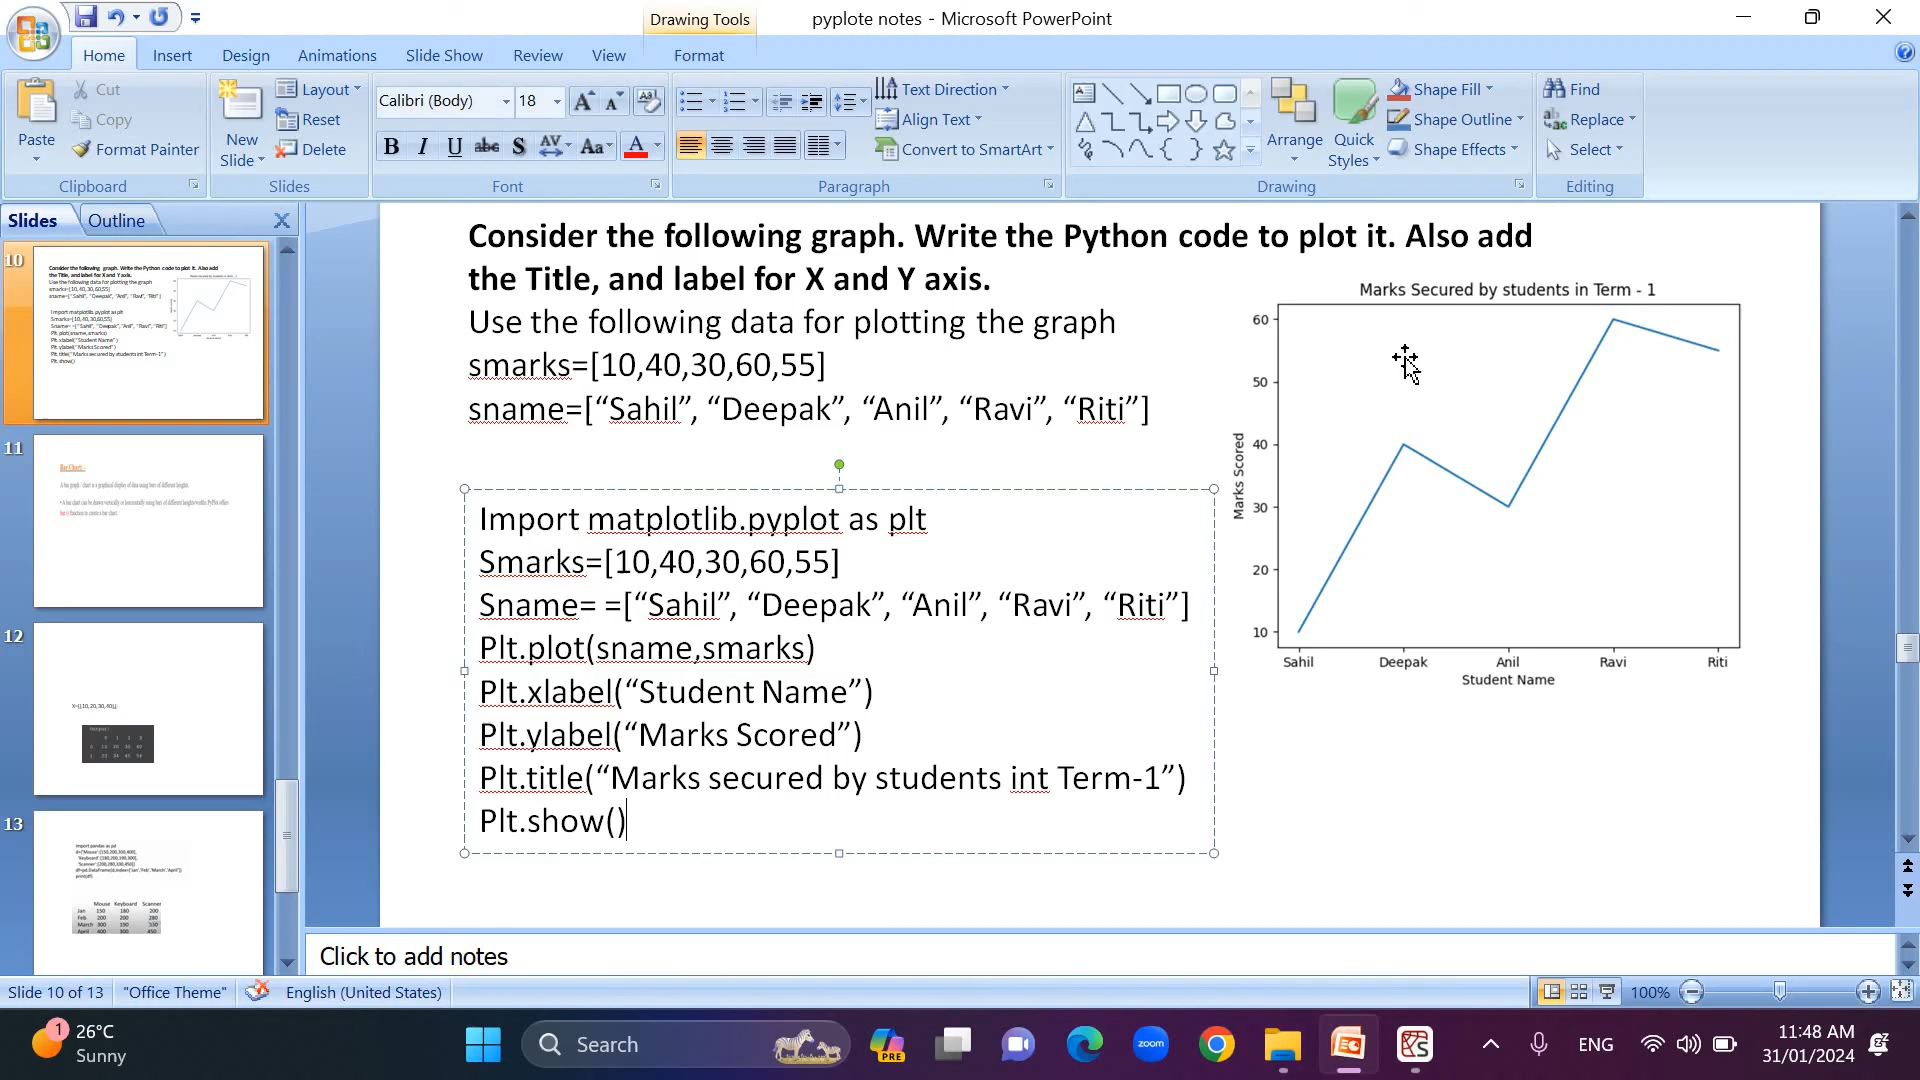 pyplote notes - Microsoft PowerPoint
Drawing Tools
Home
Insert
Design
Animations
Slide Show
Review
View
Format
Paste
Cut
Copy
Format Painter
Clipboard
New Slide
Layout
Reset
Delete
Slides
Calibri (Body)
18
Font
Text Direction
Align Text
Convert to SmartArt
Paragraph
Arrange
Quick Styles
Shape Fill
Shape Outline
Shape Effects
Drawing
Find
Replace
Select
Editing
Slides
Outline
10
11
12
13
Consider the following graph. Write the Python code to plot it. Also add
the Title, and label for X and Y axis.
Use the following data for plotting the graph
smarks=[10,40,30,60,55]
sname=[“Sahil”, “Deepak”, “Anil”, “Ravi”, “Riti”]
Import matplotlib.pyplot as plt
Smarks=[10,40,30,60,55]
Sname= =[“Sahil”, “Deepak”, “Anil”, “Ravi”, “Riti”]
Plt.plot(sname,smarks)
Plt.xlabel(“Student Name”)
Plt.ylabel(“Marks Scored”)
Plt.title(“Marks secured by students int Term-1”)
Plt.show()
Marks Secured by students in Term - 1
60
50
40
30
20
10
Marks Scored
Sahil Deepak Anil Ravi Riti
Student Name
Click to add notes
Slide 10 of 13
"Office Theme"
English (United States)
100%
1
26°C
Sunny
Search
PRE
zoom
ENG
11:48 AM
31/01/2024